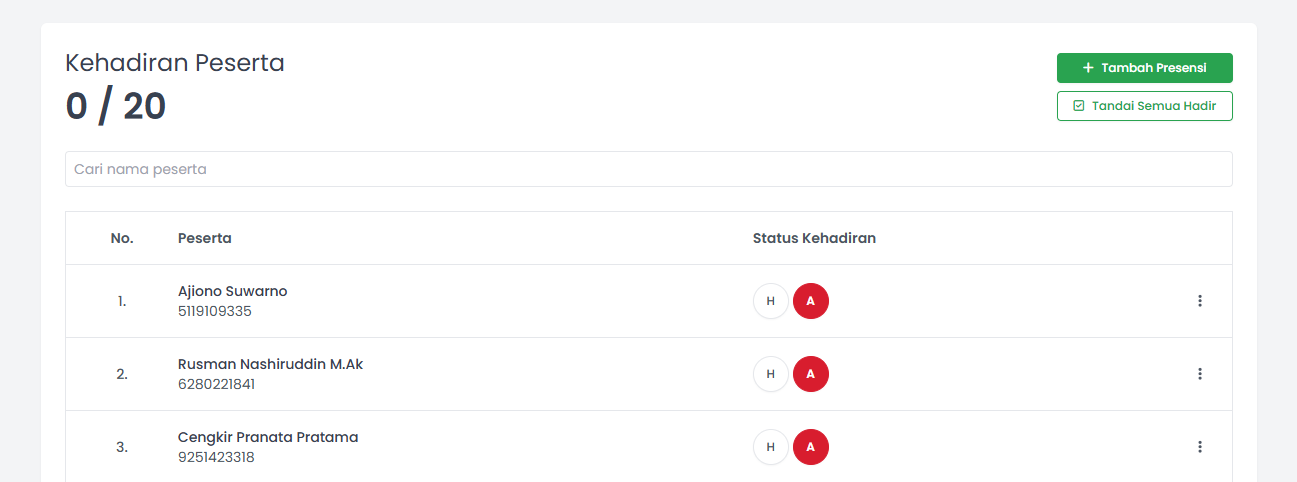 Kehadiran Peserta
0 / 20
+ Tambah Presensi
Tandai Semua Hadir
Cari nama peserta
No. Peserta Status Kehadiran
1. Ajiono Suwarno H A
5119109335
2. Rusman Nashiruddin M.Ak H A
6280221841
3. Cengkir Pranata Pratama H A
9251423318